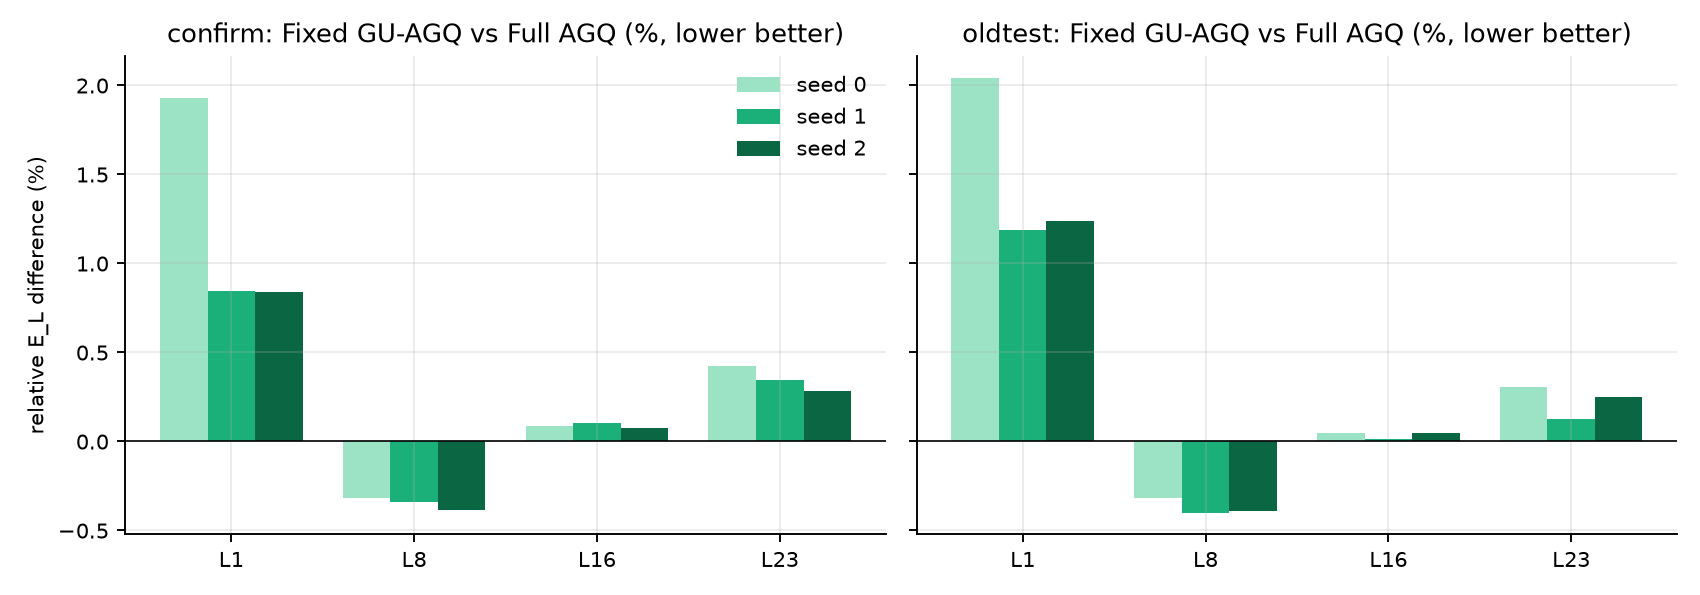 confirm: Fixed GU-AGQ vs Full AGQ (%, lower better)
oldtest: Fixed GU-AGQ vs Full AGQ (%, lower better)
relative E_L difference (%)
2.0
1.5
1.0
0.5
0.0
−0.5
seed 0
seed 1
seed 2
L1
L8
L16
L23
L1
L8
L16
L23